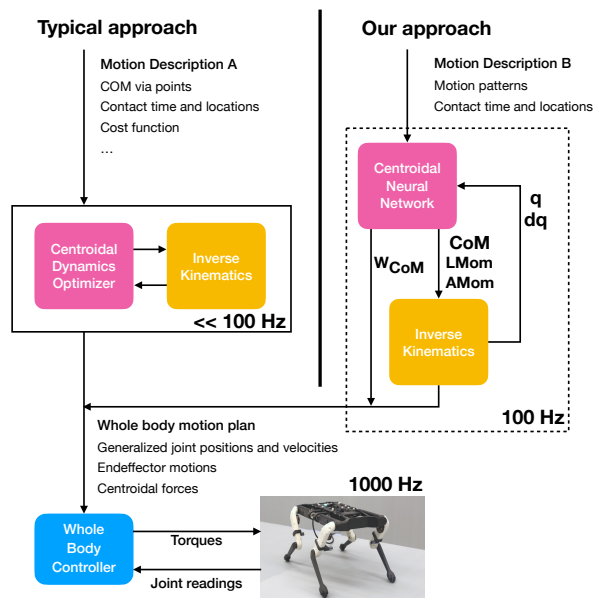 Typical approach
Our approach
Motion Description A
COM via points
Contact time and locations
Cost function
...
Motion Description B
Motion patterns
Contact time and locations
Centroidal
Dynamics
Optimizer
Inverse
Kinematics
<< 100 Hz
Centroidal
Neural
Network
q
dq
WCoM
CoM
LMom
AMom
Inverse
Kinematics
100 Hz
Whole body motion plan
Generalized joint positions and velocities
Endeffector motions
Centroidal forces
1000 Hz
Whole
Body
Controller
Torques
Joint readings